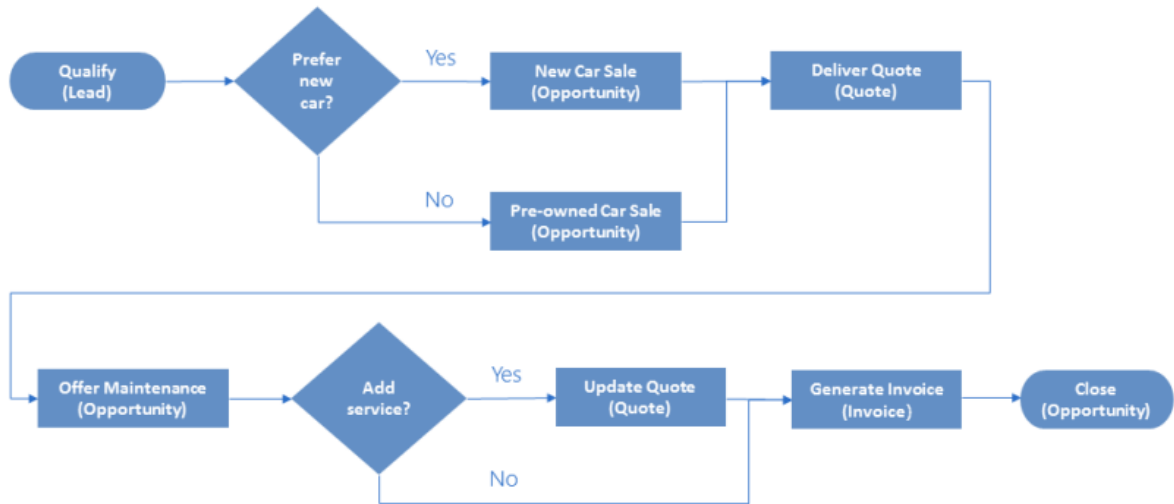 Qualify
(Lead)
Prefer
new
car?
Yes
New Car Sale
(Opportunity)
Deliver Quote
(Quote)
No
Pre-owned Car Sale
(Opportunity)
Offer Maintenance
(Opportunity)
Add
service?
Yes
Update Quote
(Quote)
Generate Invoice
(Invoice)
Close
(Opportunity)
No